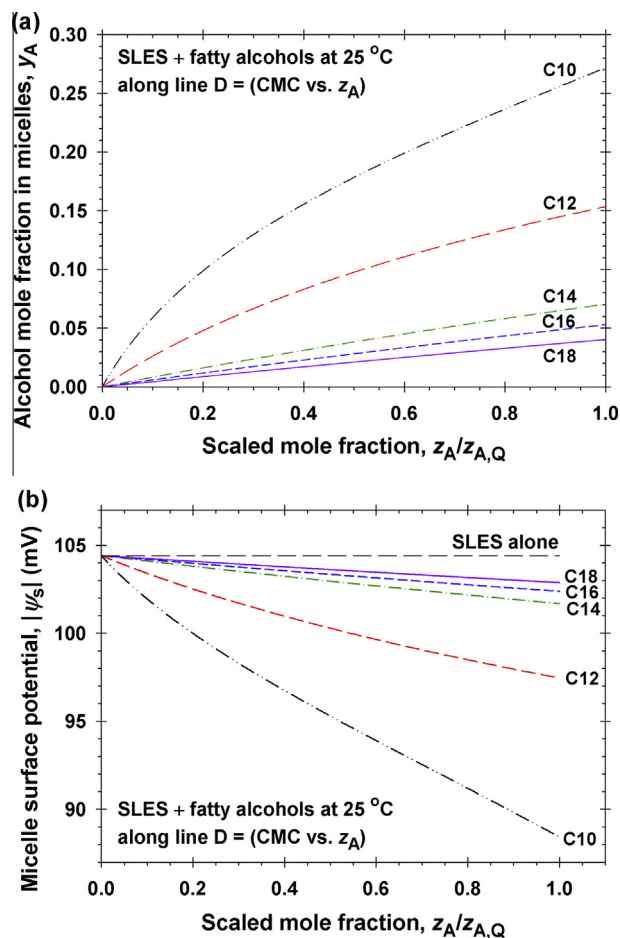 (a)
Alcohol mole fraction in micelles, yA
0.30
0.25
0.20
0.15
0.10
0.05
0.00
SLES + fatty alcohols at 25 °C
along line D = (CMC vs. zA)
C10
C12
C14
C16
C18
0.0 0.2 0.4 0.6 0.8 1.0
Scaled mole fraction, zA/zA,Q
(b)
Micelle surface potential, |ψs| (mV)
105
100
95
90
SLES alone
C18
C16
C14
C12
C10
SLES + fatty alcohols at 25 °C
along line D = (CMC vs. zA)
0.0 0.2 0.4 0.6 0.8 1.0
Scaled mole fraction, zA/zA,Q